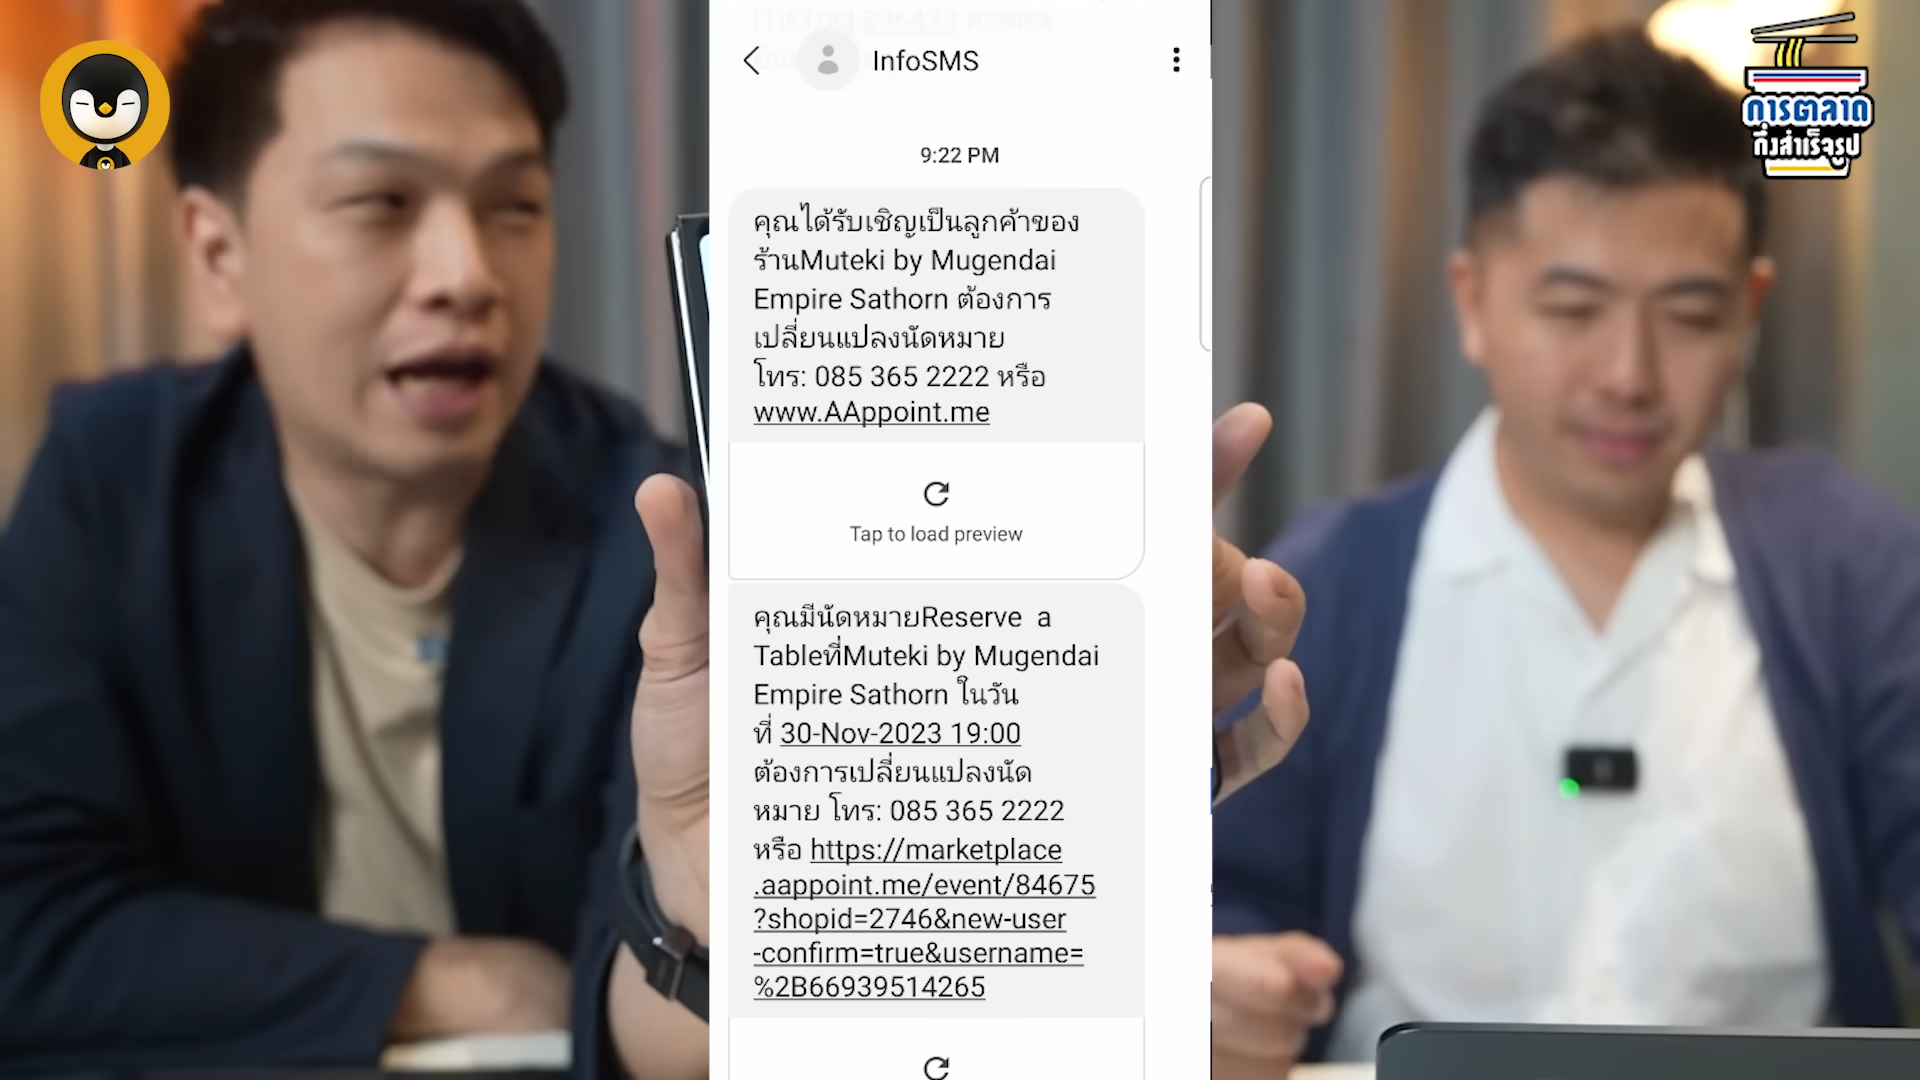 [TikTok] 896433
InfoSMS
9:22 PM
คุณได้รับเชิญเป็นลูกค้าของ
ร้านMuteki by Mugendai
Empire Sathorn ต้องการ
เปลี่ยนแปลงนัดหมาย
โทร: 085 365 2222 หรือ
www.AAppoint.me
Tap to load preview
คุณมีนัดหมายReserve  a
Tableที่Muteki by Mugendai
Empire Sathorn ในวัน
ที่ 30-Nov-2023 19:00
ต้องการเปลี่ยนแปลงนัด
หมาย โทร: 085 365 2222
หรือ https://marketplace
.aappoint.me/event/84675
?shopid=2746&new-user
-confirm=true&username=
%2B66939514265
การตลาด
กึ่งสำเร็จรูป